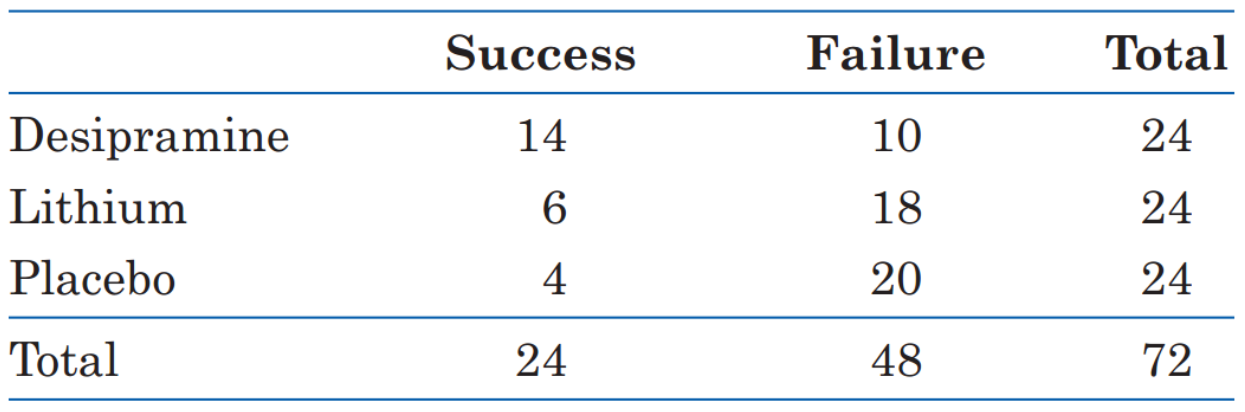 Success Failure Total
Desipramine 14 10 24
Lithium 6 18 24
Placebo 4 20 24
Total 24 48 72